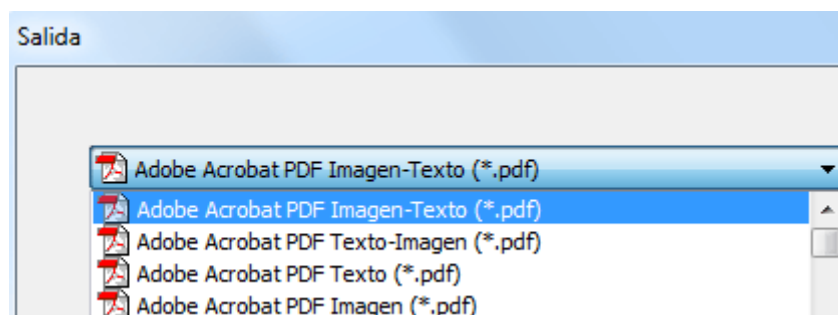 Salida
Adobe Acrobat PDF Imagen-Texto (*.pdf)
Adobe Acrobat PDF Imagen-Texto (*.pdf)
Adobe Acrobat PDF Texto-Imagen (*.pdf)
Adobe Acrobat PDF Texto (*.pdf)
Adobe Acrobat PDF Imagen (*.pdf)